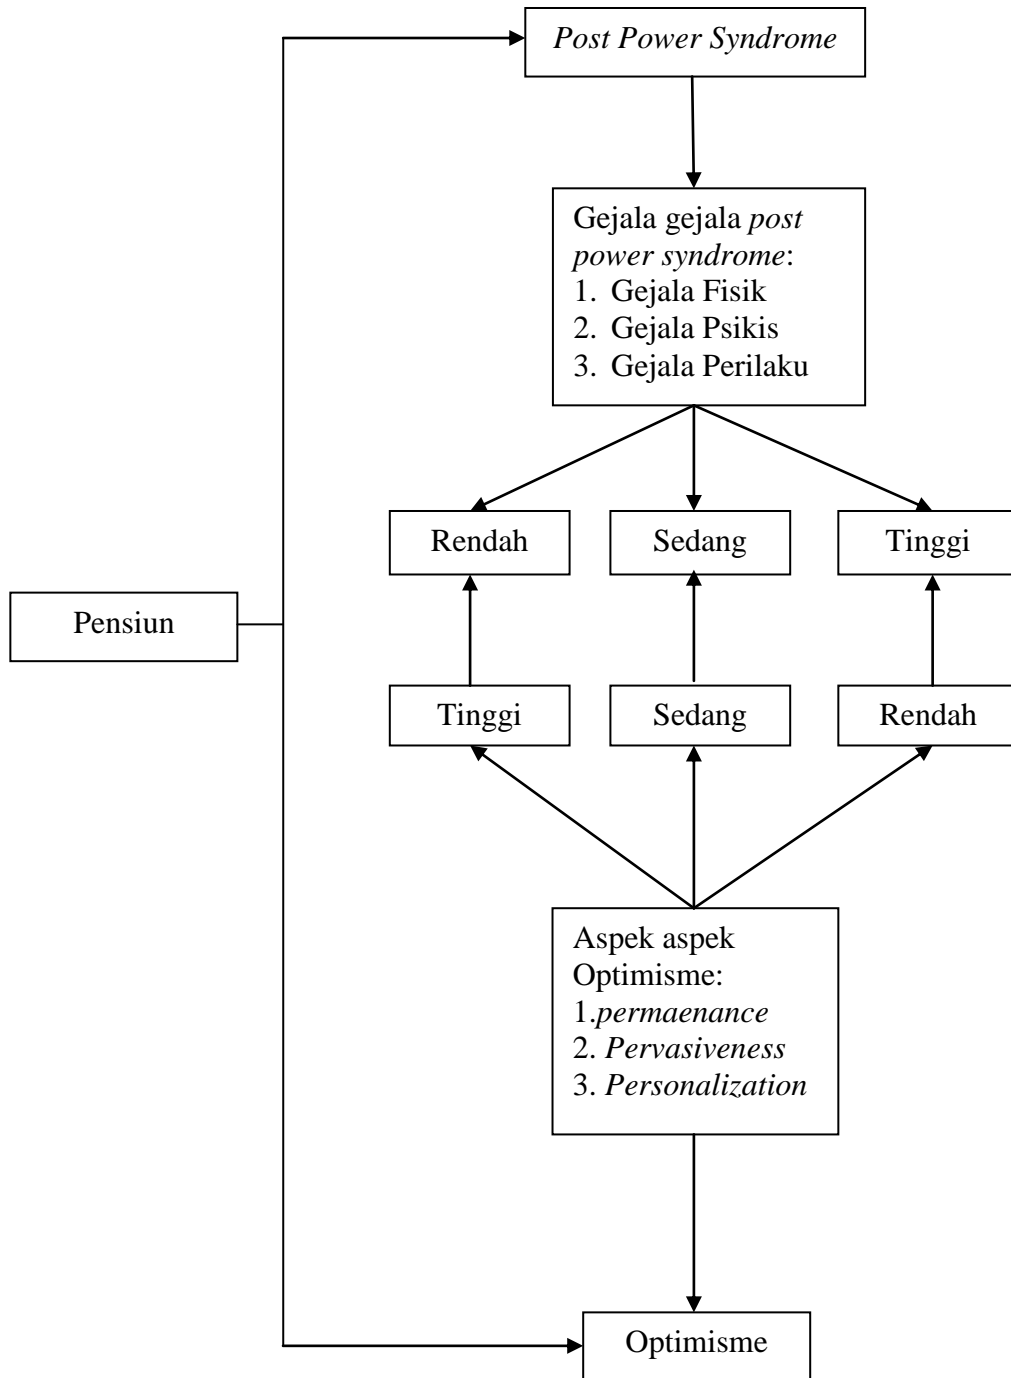 Post Power Syndrome
Gejala gejala post
power syndrome:
1. Gejala Fisik
2. Gejala Psikis
3. Gejala Perilaku
Rendah
Sedang
Tinggi
Pensiun
Tinggi
Sedang
Rendah
Aspek aspek
Optimisme:
1.permaenance
2. Pervasiveness
3. Personalization
Optimisme